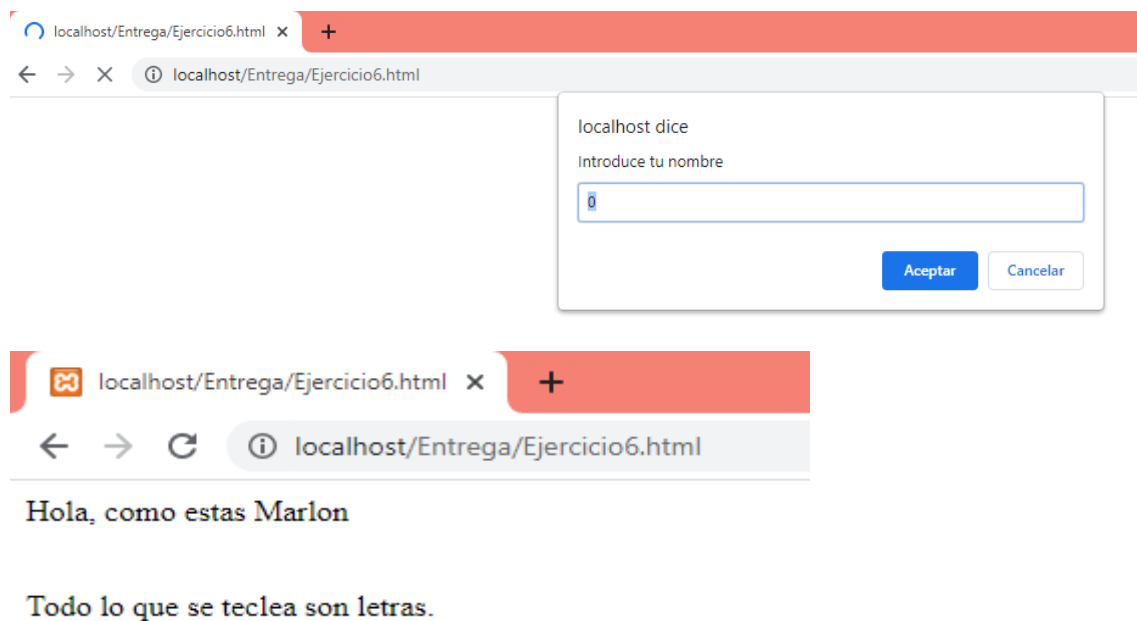 localhost/Entrega/Ejercicio6.html
localhost/Entrega/Ejercicio6.html
localhost dice
Introduce tu nombre
0
Aceptar Cancelar
localhost/Entrega/Ejercicio6.html
localhost/Entrega/Ejercicio6.html
Hola, como estas Marlon
Todo lo que se teclea son letras.